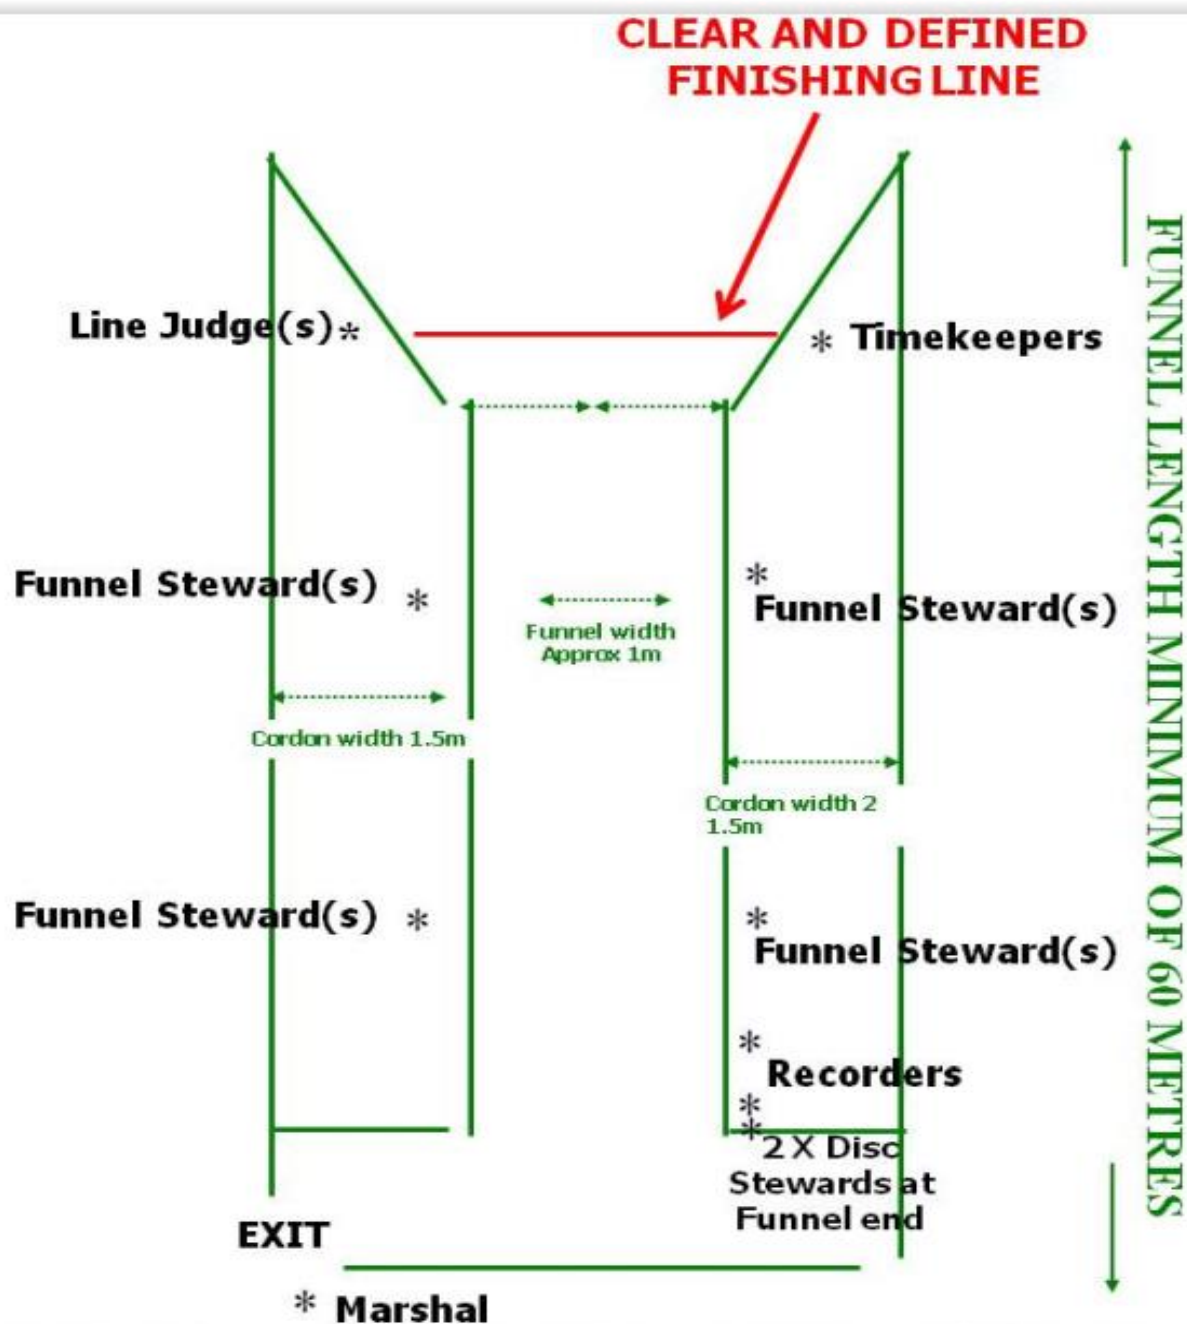 CLEAR AND DEFINED
FINISHING LINE
Line Judge(s)*
* Timekeepers
Funnel Steward(s) *
*
Funnel Steward(s)
Funnel width
Approx 1m
Cordon width 1.5m
Cordon width 2
1.5m
Funnel Steward(s) *
*
Funnel Steward(s)
*
Recorders
*
*
2 X Disc
Stewards at
Funnel end
EXIT
* Marshal
FUNNEL LENGTH MINIMUM OF 60 METRES